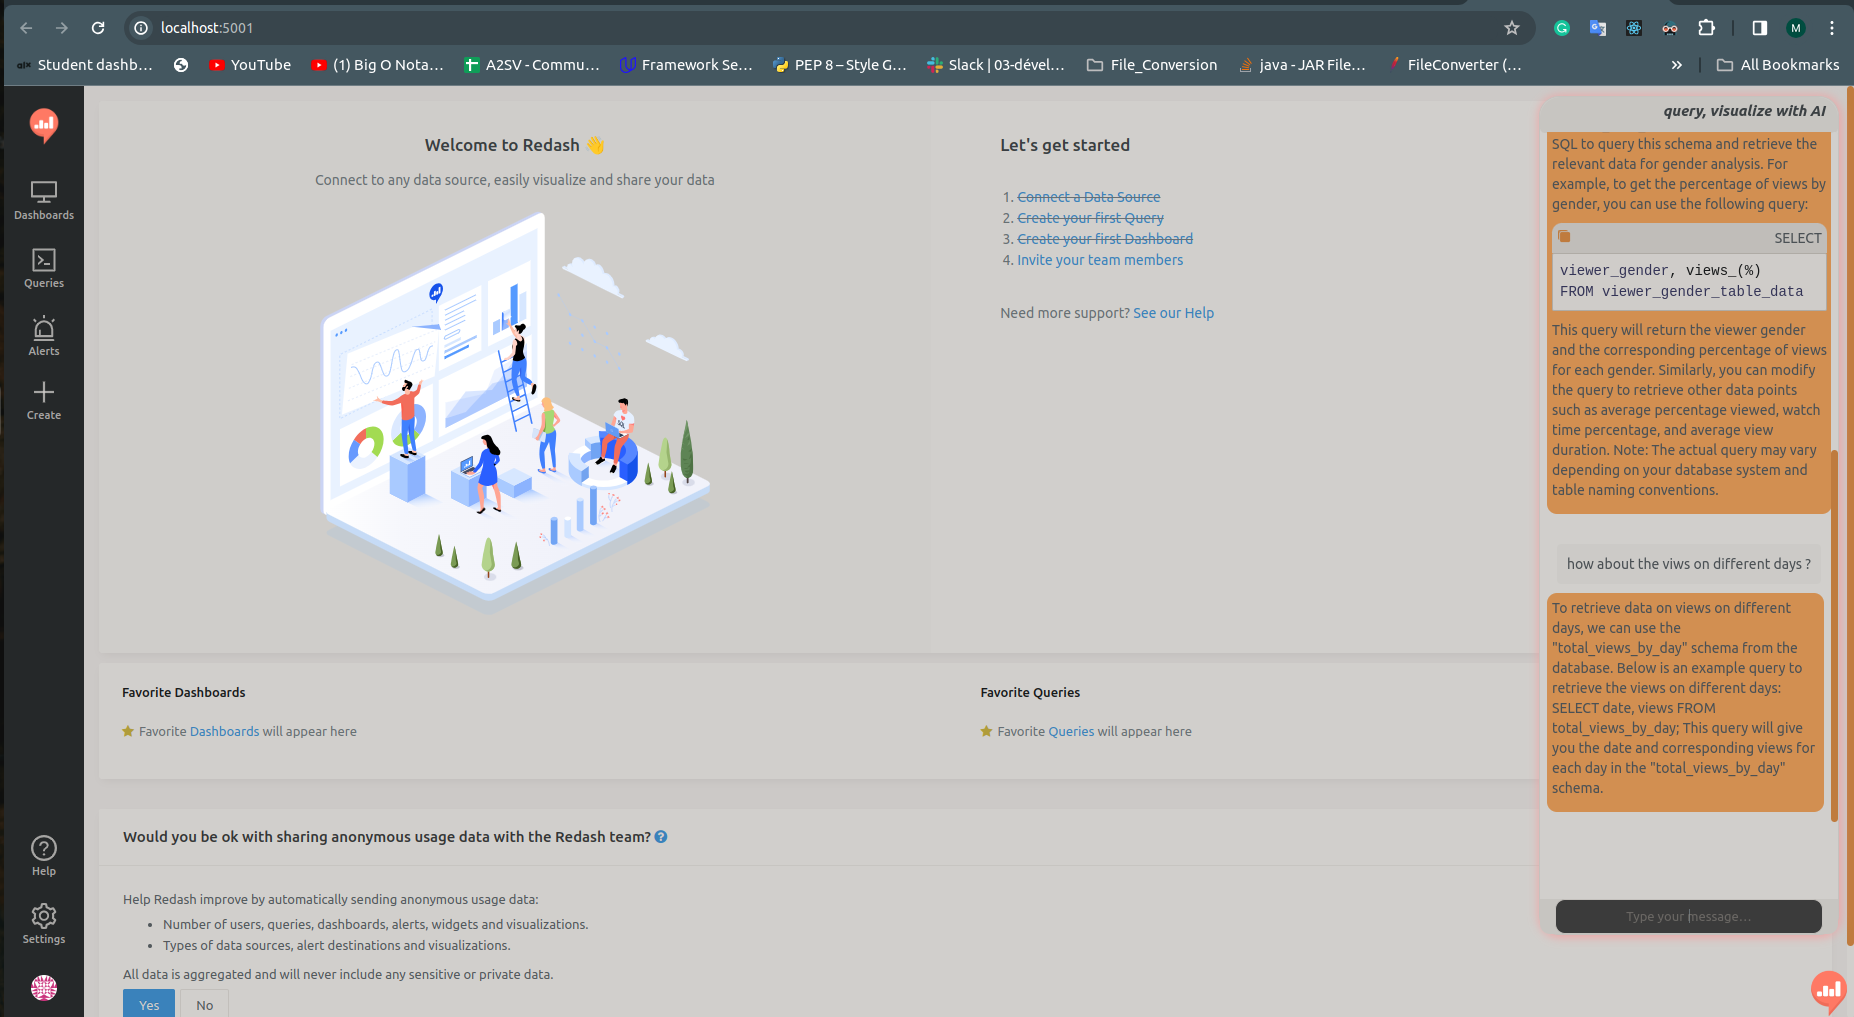 localhost:5001
M
Student dashb...
YouTube
(1) Big O Nota...
A2SV - Commu...
Framework Se...
PEP 8 – Style G...
Slack | 03-dével...
File_Conversion
java - JAR File...
FileConverter (...
»
All Bookmarks
Dashboards
Queries
Alerts
Create
Help
Settings
Welcome to Redash 👋
Connect to any data source, easily visualize and share your data
SQL
Let's get started
1. Connect a Data Source
2. Create your first Query
3. Create your first Dashboard
4. Invite your team members
Need more support? See our Help
Favorite Dashboards
Favorite Dashboards will appear here
Favorite Queries
Favorite Queries will appear here
Would you be ok with sharing anonymous usage data with the Redash team?
Help Redash improve by automatically sending anonymous usage data:
• Number of users, queries, dashboards, alerts, widgets and visualizations.
• Types of data sources, alert destinations and visualizations.
All data is aggregated and will never include any sensitive or private data.
Yes
No
query, visualize with AI
SQL to query this schema and retrieve the
relevant data for gender analysis. For
example, to get the percentage of views by
gender, you can use the following query:
SELECT
viewer_gender, views_(%)
FROM viewer_gender_table_data
This query will return the viewer gender
and the corresponding percentage of views
for each gender. Similarly, you can modify
the query to retrieve other data points
such as average percentage viewed, watch
time percentage, and average view
duration. Note: The actual query may vary
depending on your database system and
table naming conventions.
how about the viws on different days ?
To retrieve data on views on different
days, we can use the
"total_views_by_day" schema from the
database. Below is an example query to
retrieve the views on different days:
SELECT date, views FROM
total_views_by_day; This query will give
you the date and corresponding views for
each day in the "total_views_by_day"
schema.
Type your message...